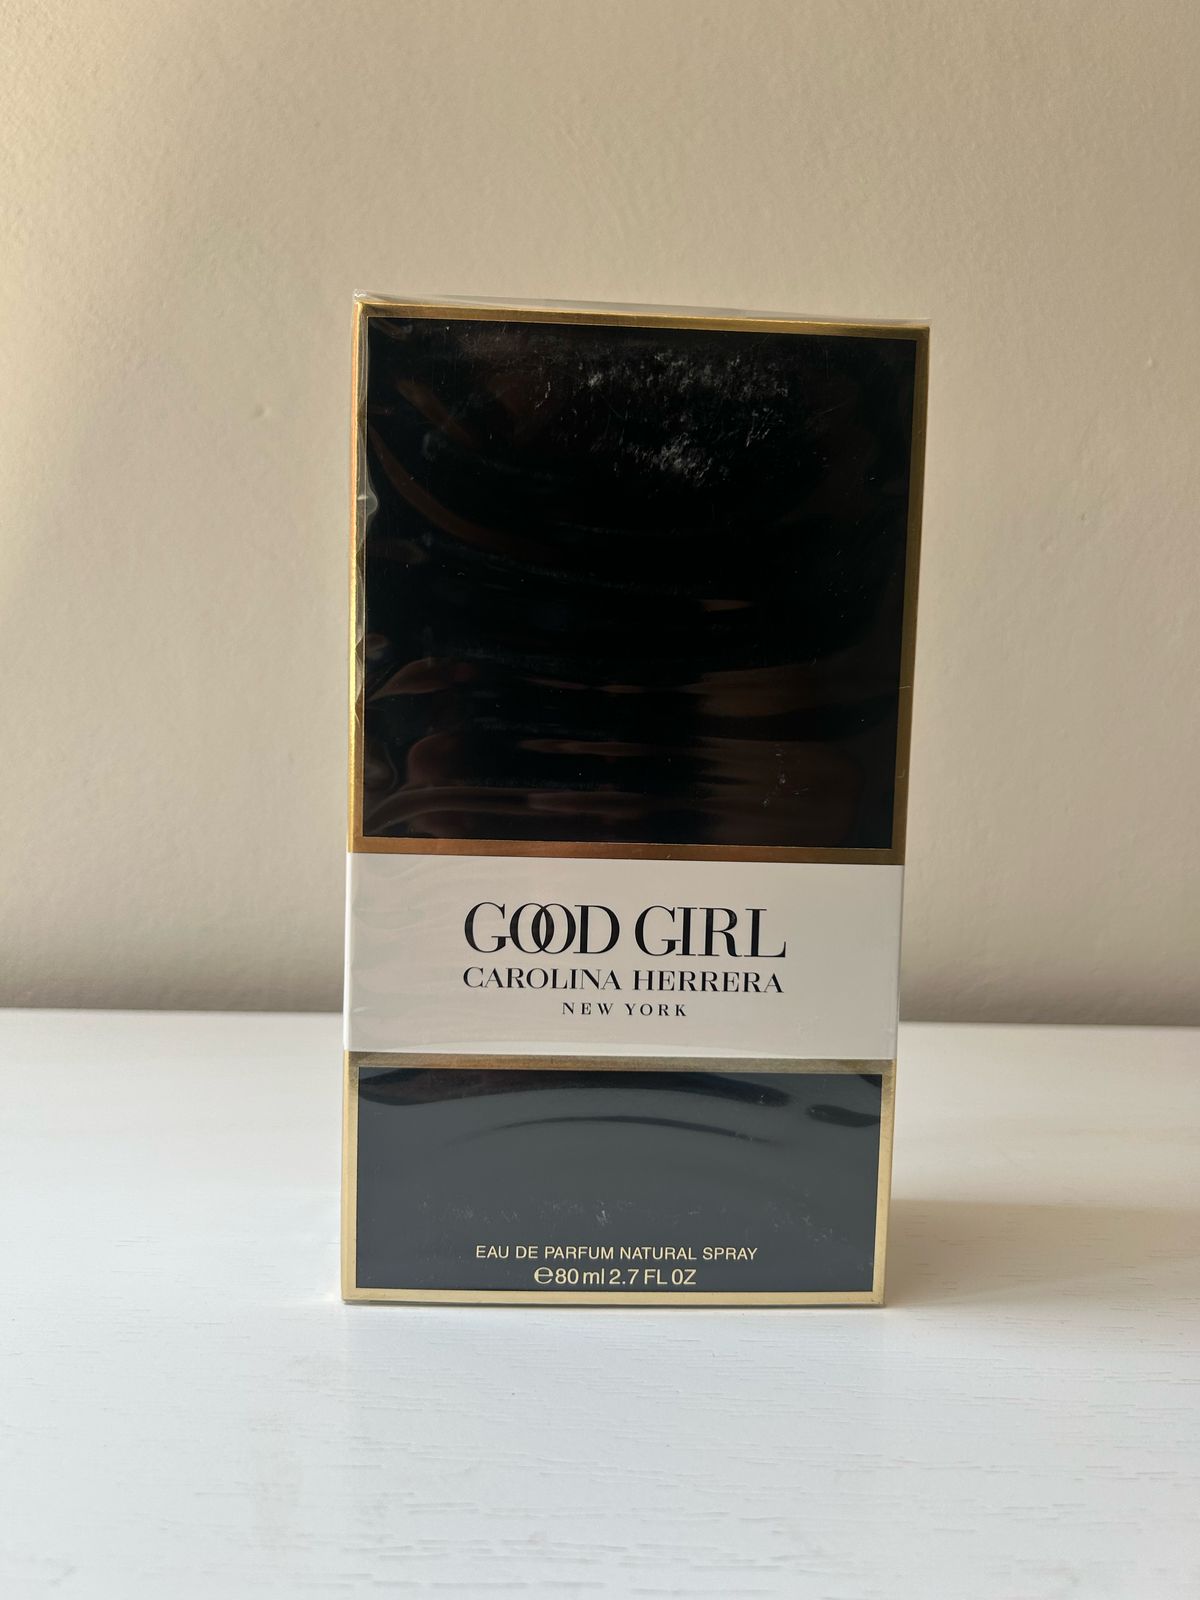 GOOD GIRL
CAROLINA HERRERA
NEW YORK
EAU DE PARFUM NATURAL SPRAY
℮80 ml 2.7 FL OZ